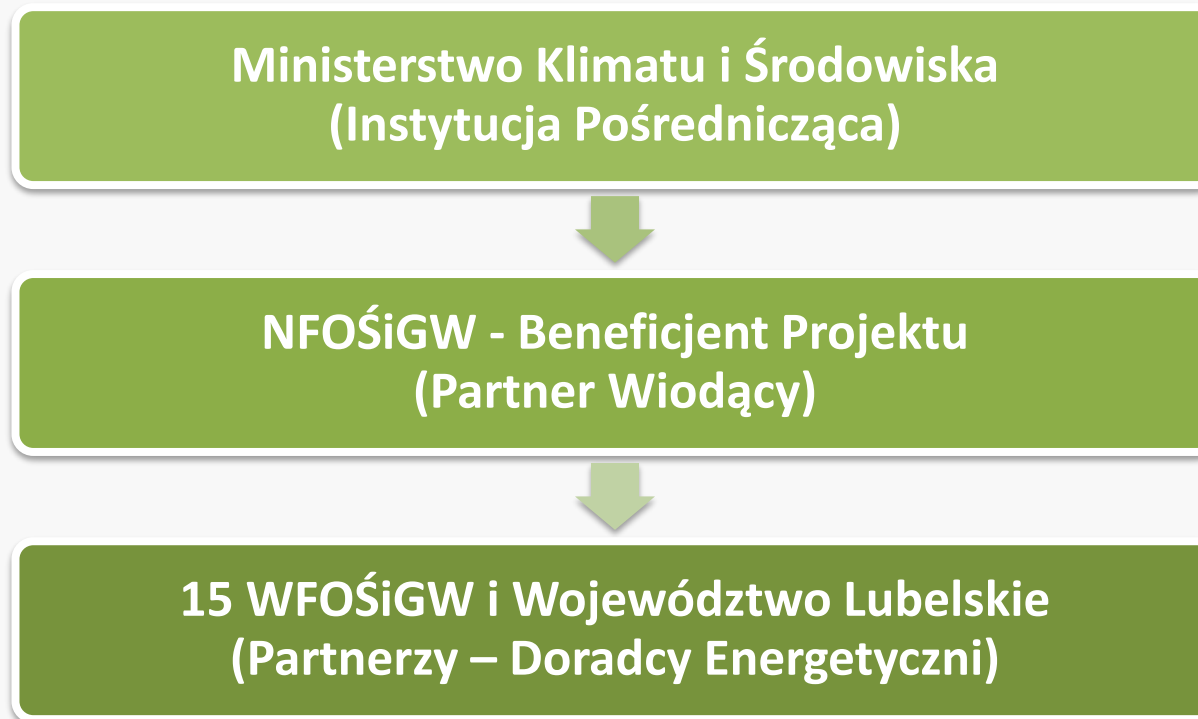 Ministerstwo Klimatu i Środowiska
(Instytucja Pośrednicząca)
NFOŚiGW - Beneficjent Projektu
(Partner Wiodący)
15 WFOŚiGW i Województwo Lubelskie
(Partnerzy – Doradcy Energetyczni)